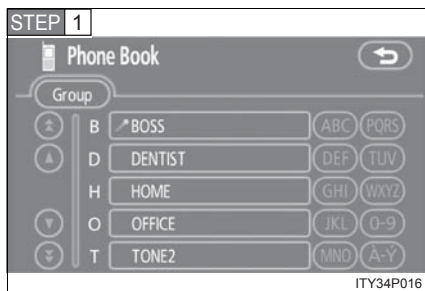 STEP 1
Phone Book
Group
B BOSS ABC PQRS
D DENTIST DEF TUV
H HOME GHI WXYZ
O OFFICE JKL 0-9
T TONE2 MNO À-Ý
ITY34P016